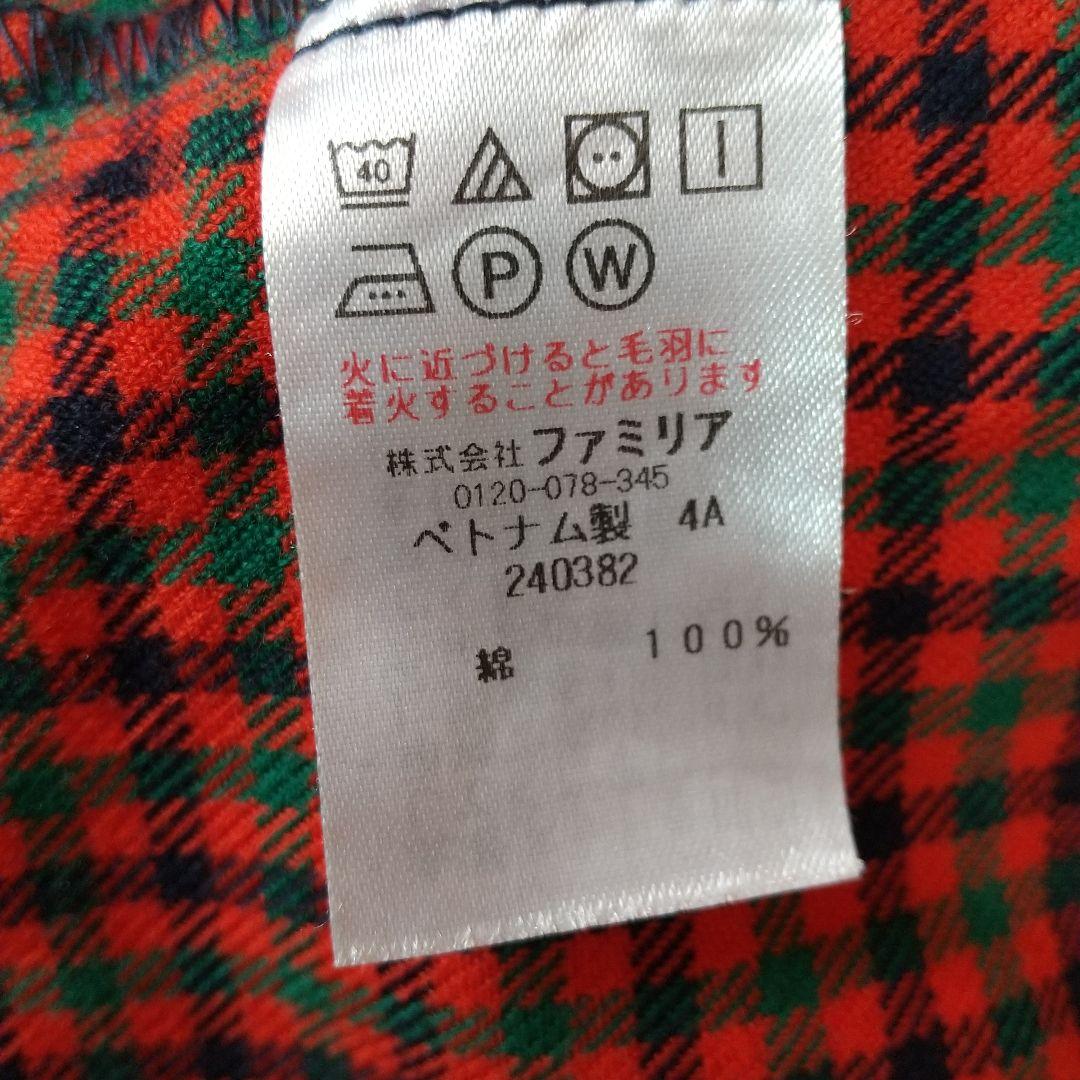 40
P W
火に近づけると毛羽に
着火することがあります
株式会社ファミリア
0120-078-345
ベトナム製 4A
240382
綿 100%